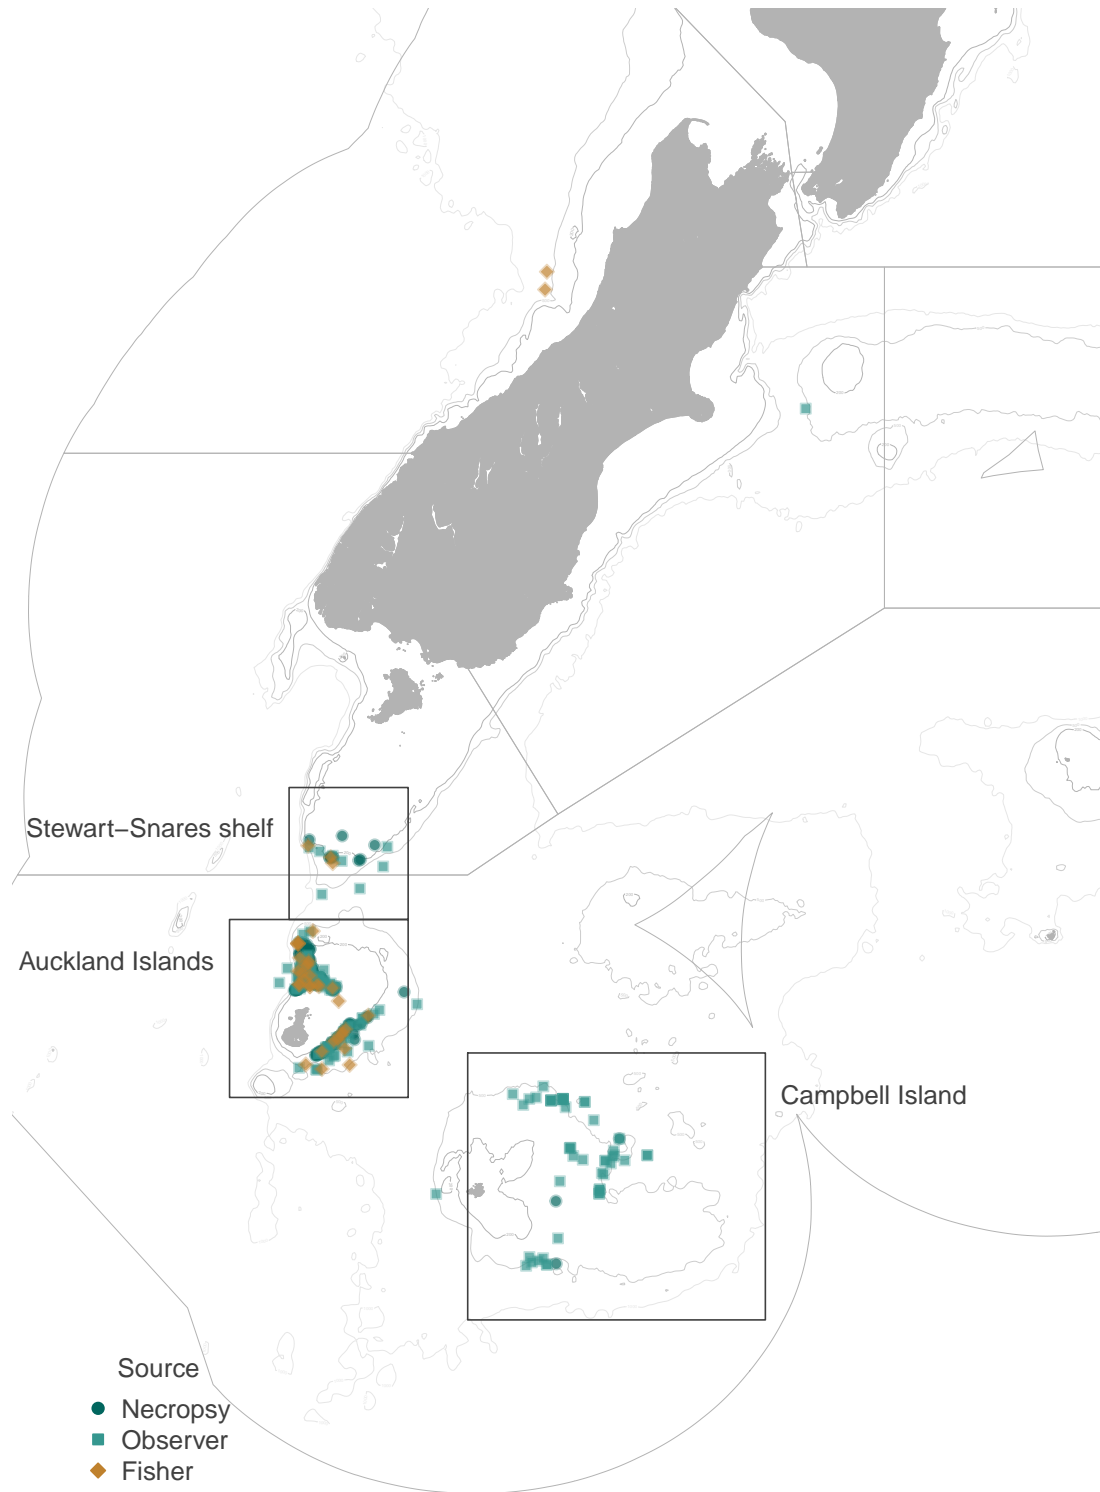 Stewart−Snares shelf
Auckland Islands
Campbell Island
Source
Necropsy
Observer
Fisher